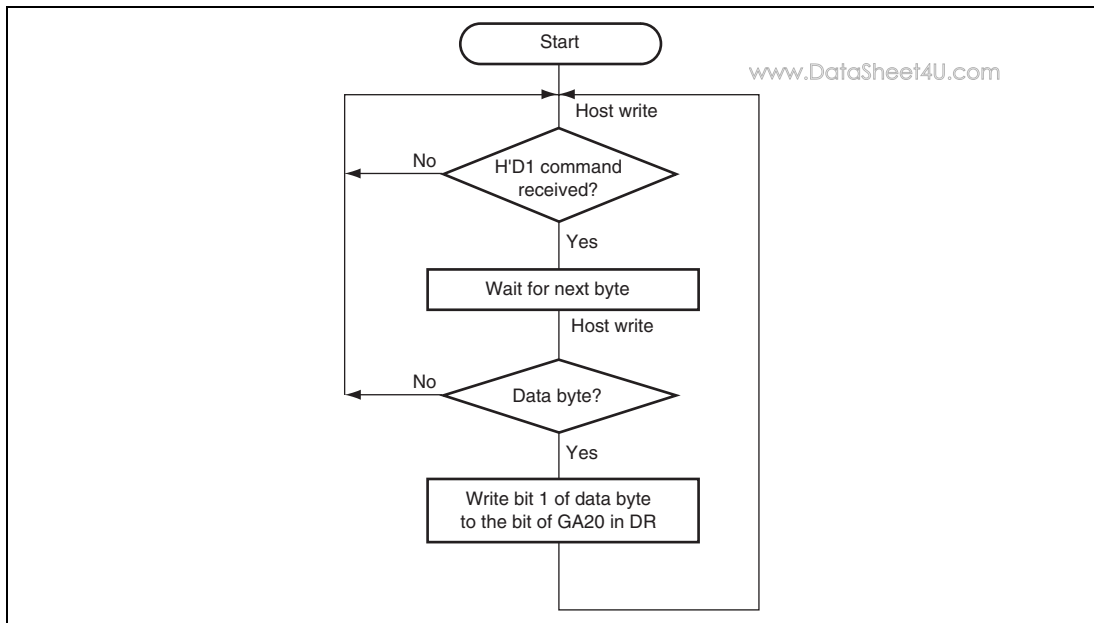 Start
www.DataSheet4U.com
Host write
No
H'D1 command
received?
Yes
Wait for next byte
Host write
No
Data byte?
Yes
Write bit 1 of data byte
to the bit of GA20 in DR